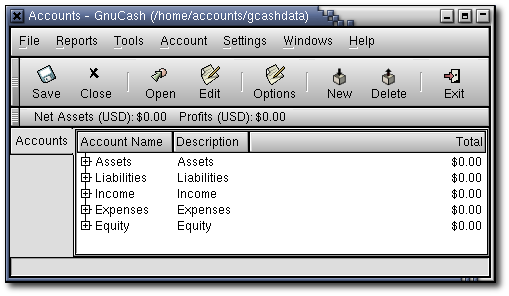 Accounts - GnuCash (/home/accounts/gcashdata)
File Reports Tools Account Settings Windows Help
Save Close Open Edit Options New Delete Exit
Net Assets (USD): $0.00 Profits (USD): $0.00
Accounts
Account Name Description Total
Assets Assets $0.00
Liabilities Liabilities $0.00
Income Income $0.00
Expenses Expenses $0.00
Equity Equity $0.00